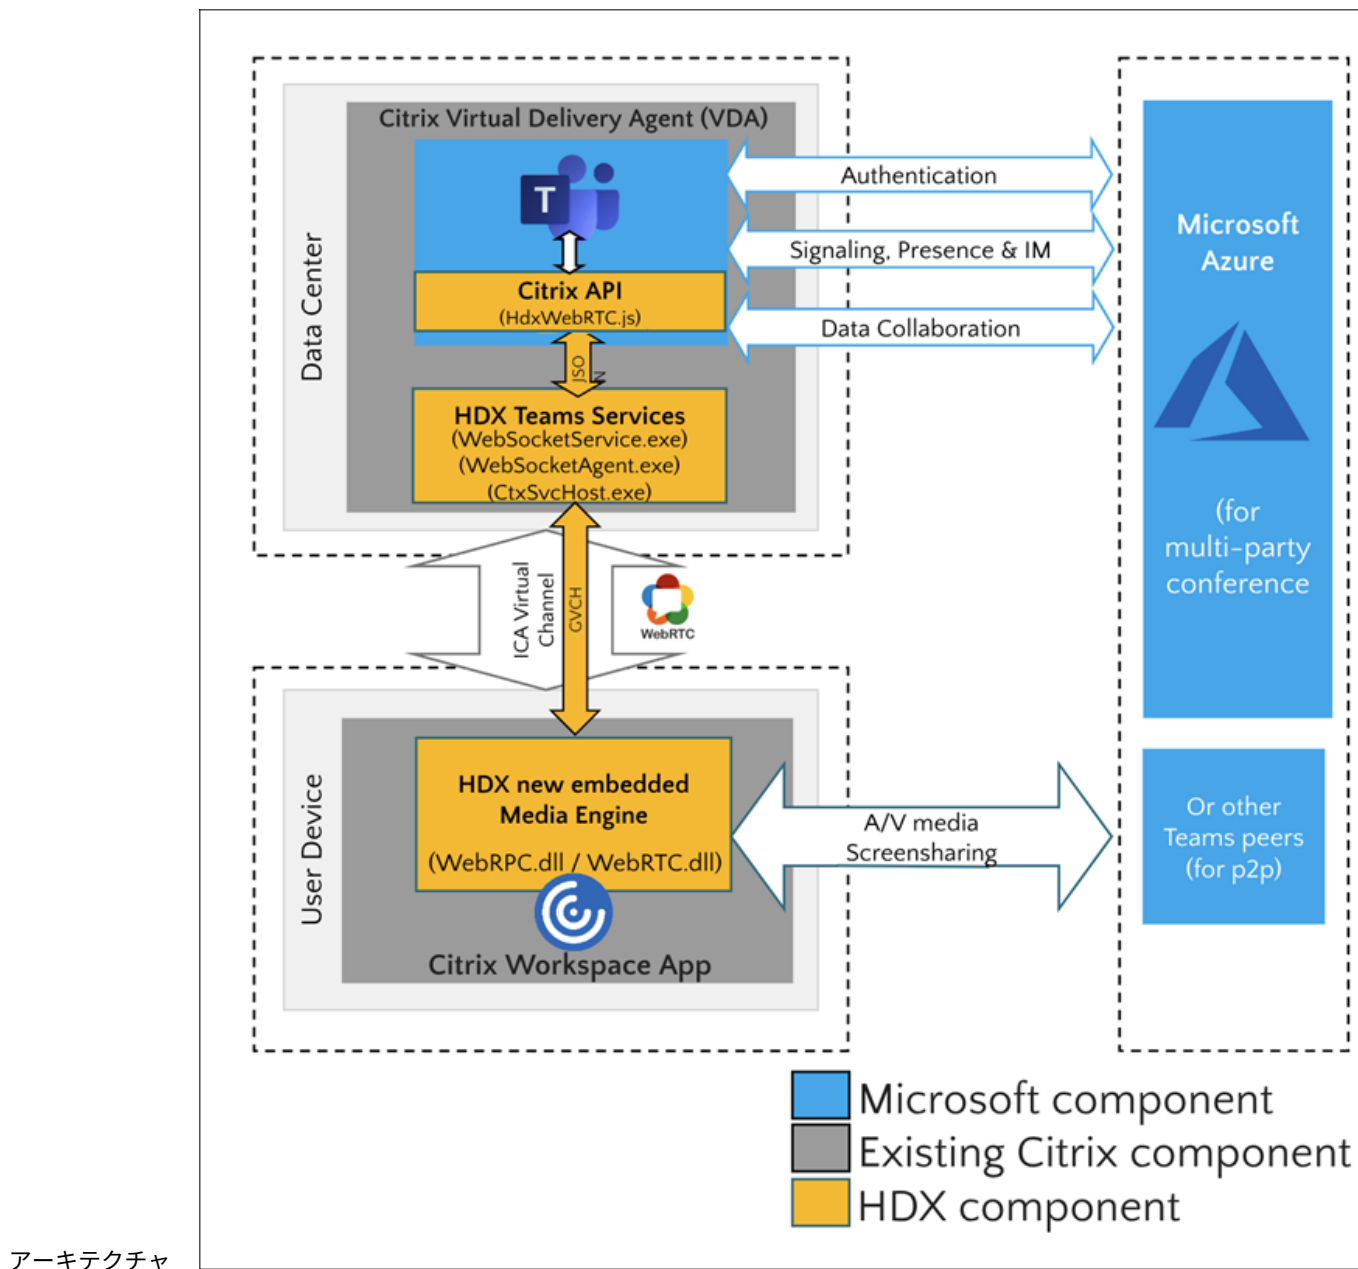 Citrix Virtual Delivery Agent (VDA)
T
Citrix API
(HdxWebRTC.js)
JSO
N
HDX Teams Services
(WebSocketService.exe)
(WebSocketAgent.exe)
(CtxSvcHost.exe)
Data Center
Authentication
Signaling, Presence & IM
Data Collaboration
Microsoft
Azure
(for
multi-party
conference
ICA Virtual
Channel
GVCH
WebRTC
User Device
HDX new embedded
Media Engine
(WebRPC.dll / WebRTC.dll)
Citrix Workspace App
A/V media
Screensharing
Or other
Teams peers
(for p2p)
Microsoft component
Existing Citrix component
HDX component
アーキテクチャ